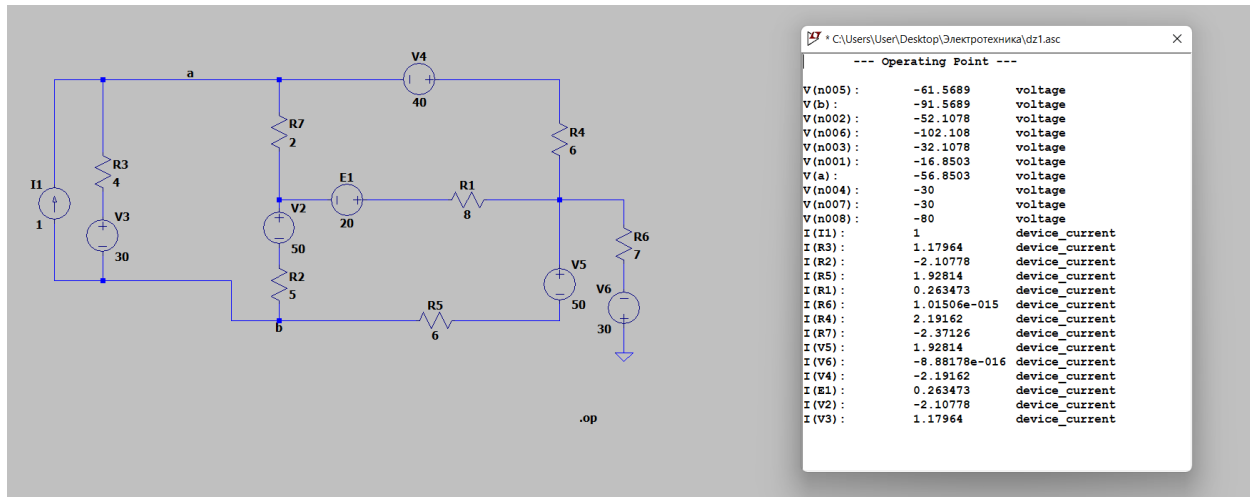 V4
40
a
R7
2
R4
6
R3
4
I1
1
V3
30
E1
20
R1
8
V2
50
R2
5
R6
7
V5
50
V6
30
R5
6
b
.op
* C:\Users\User\Desktop\Электротехника\dz1.asc
--- Operating Point ---
V(n005): -61.5689 voltage
V(b): -91.5689 voltage
V(n002): -52.1078 voltage
V(n006): -102.108 voltage
V(n003): -32.1078 voltage
V(n001): -16.8503 voltage
V(a): -56.8503 voltage
V(n004): -30 voltage
V(n007): -30 voltage
V(n008): -80 voltage
I(I1): 1 device_current
I(R3): 1.17964 device_current
I(R2): -2.10778 device_current
I(R5): 1.92814 device_current
I(R1): 0.263473 device_current
I(R6): 1.01506e-015 device_current
I(R4): 2.19162 device_current
I(R7): -2.37126 device_current
I(V5): 1.92814 device_current
I(V6): -8.88178e-016 device_current
I(V4): -2.19162 device_current
I(E1): 0.263473 device_current
I(V2): -2.10778 device_current
I(V3): 1.17964 device_current